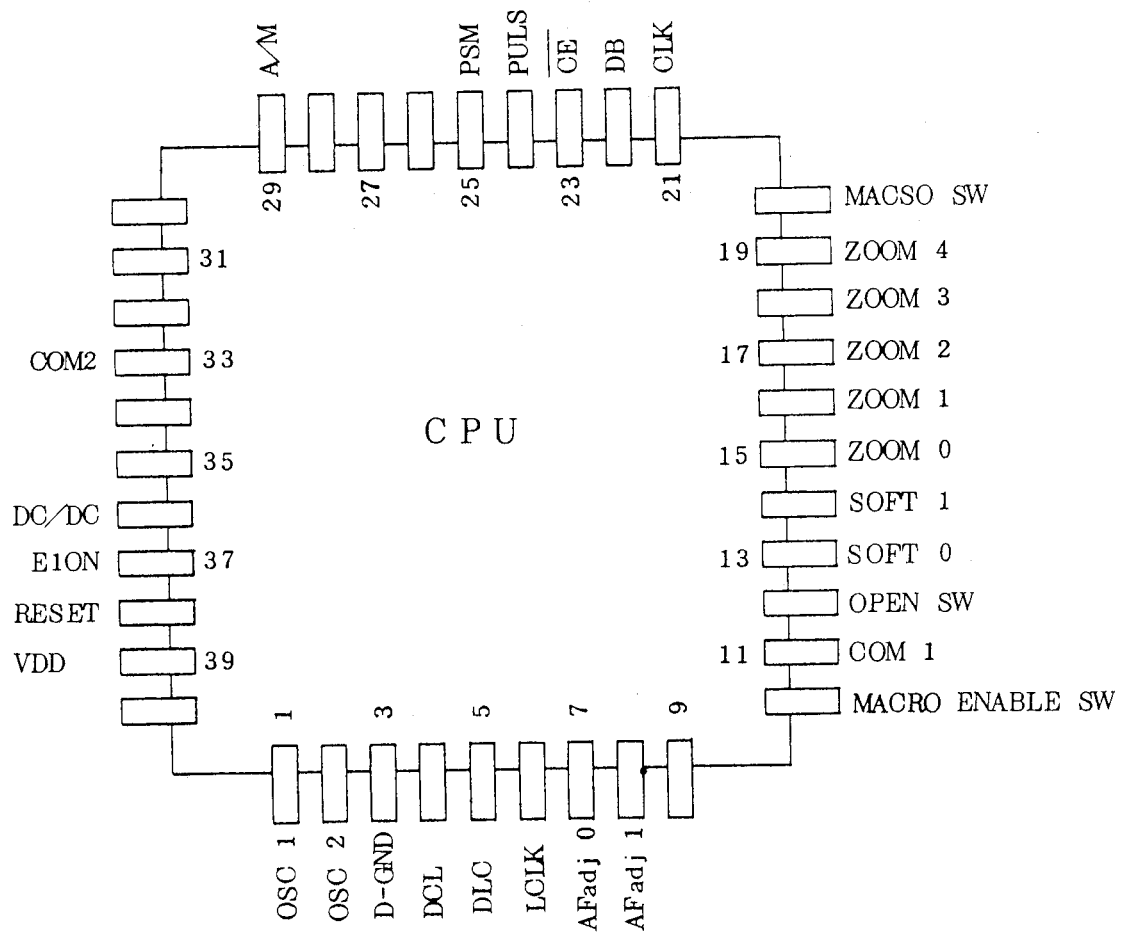 A/M
PSM
PULS
CE
DB
CLK
29
27
25
23
21
MACSO SW
31
19
ZOOM 4
ZOOM 3
COM2
33
17
ZOOM 2
ZOOM 1
CPU
35
15
ZOOM 0
DC/DC
SOFT 1
E1ON
37
13
SOFT 0
RESET
OPEN SW
VDD
39
11
COM 1
MACRO ENABLE SW
1
3
5
7
9
OSC 1
OSC 2
D-GND
DCL
DLC
LCLK
AFadj 0
AFadj 1